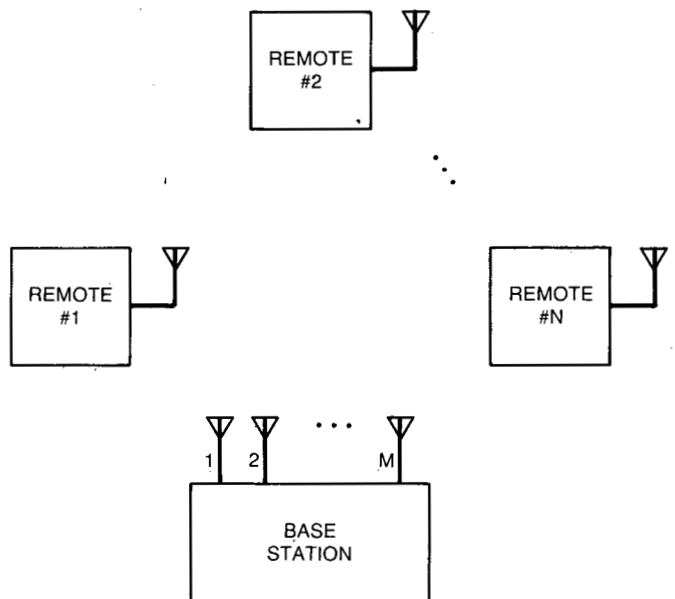 REMOTE
#2
REMOTE
#1
REMOTE
#N
1 2 ... M
BASE
STATION